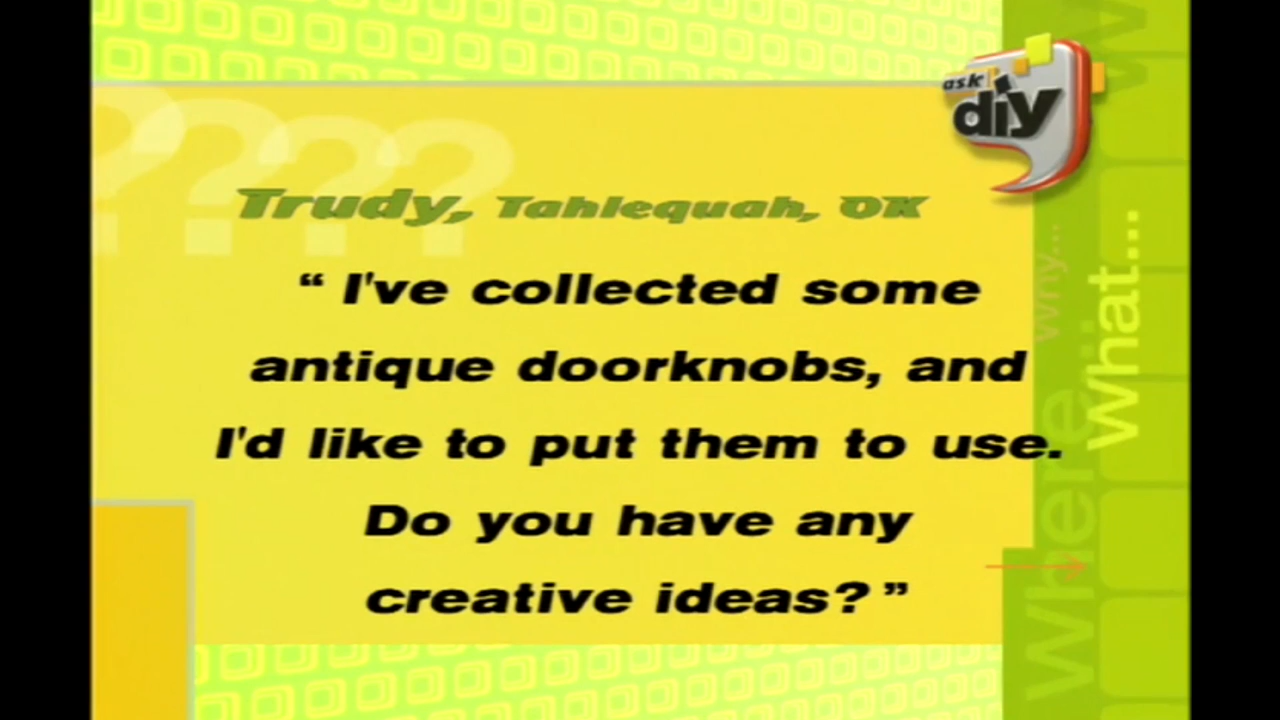 ask
diy
????
Trudy, Tahlequah, OK
“ I've collected some
antique doorknobs, and
I'd like to put them to use.
Do you have any
creative ideas? ”
Why...
What...
Where